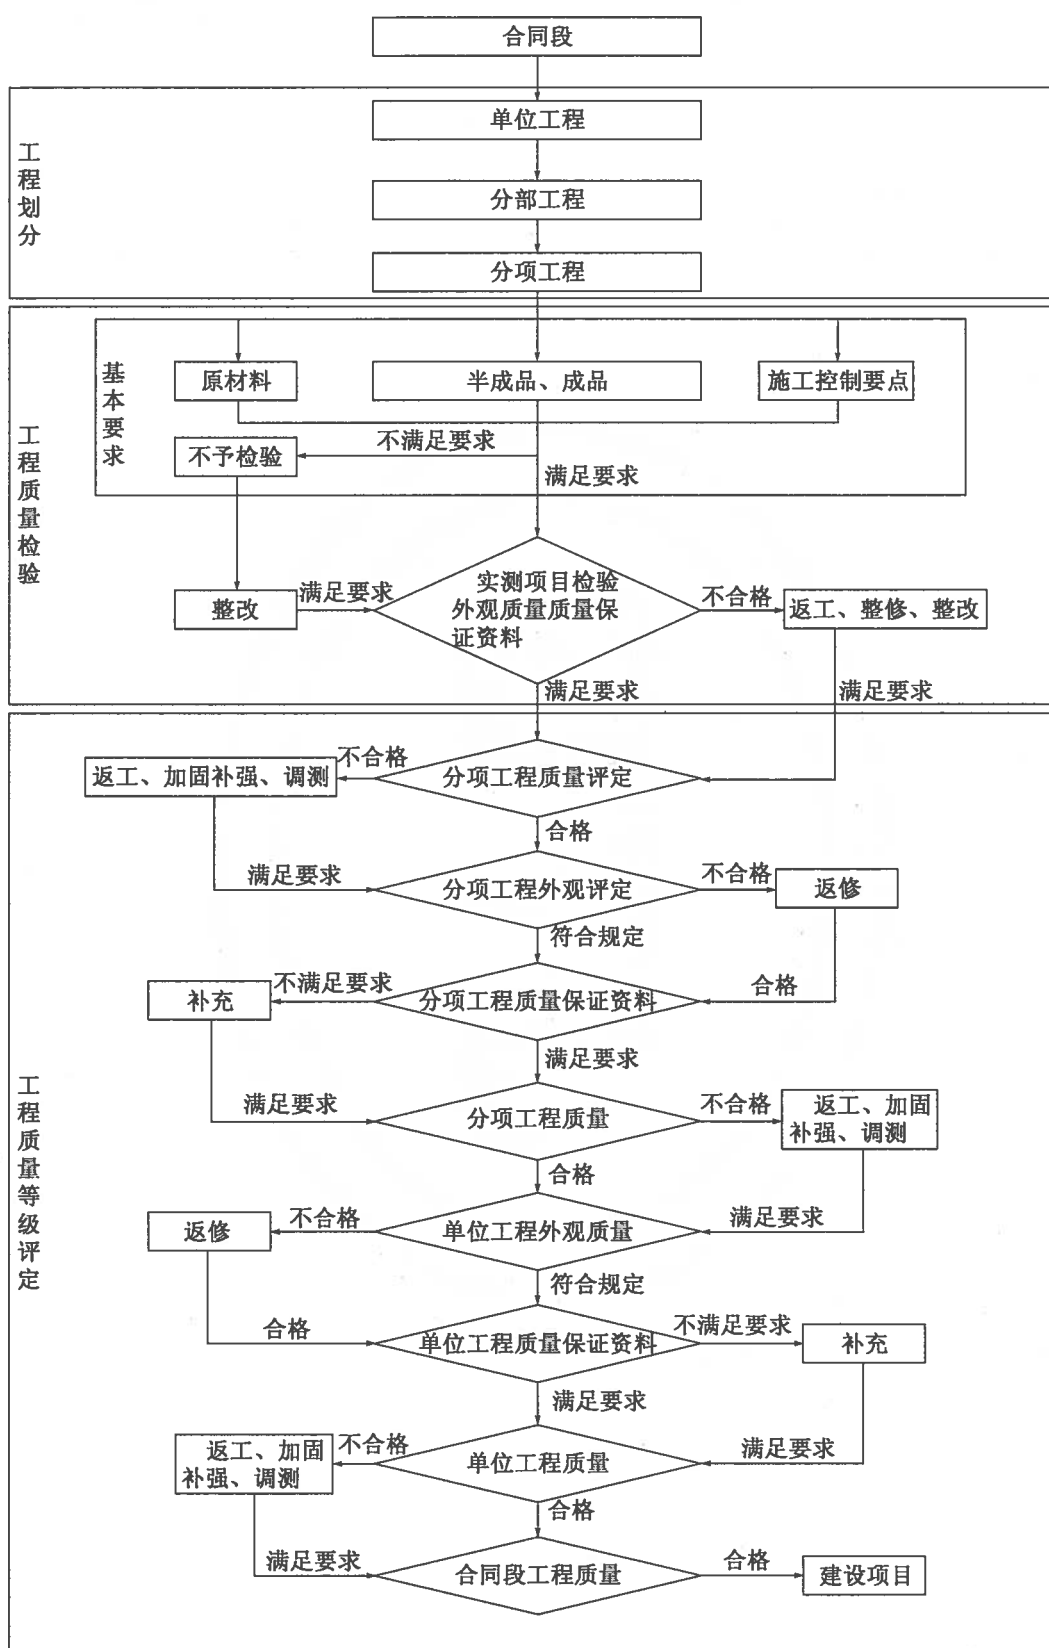 合同段
工程划分
单位工程
分部工程
分项工程
工程质量检验
基本要求
原材料
半成品、成品
施工控制要点
不满足要求
不予检验
满足要求
整改
满足要求
实测项目检验
外观质量质量保
证资料
不合格
返工、整修、整改
满足要求
满足要求
工程质量等级评定
不合格
返工、加固补强、调测
分项工程质量评定
合格
满足要求
分项工程外观评定
不合格
返修
符合规定
不满足要求
补充
分项工程质量保证资料
合格
满足要求
满足要求
分项工程质量
不合格
返工、加固
补强、调测
合格
返修
不合格
单位工程外观质量
满足要求
符合规定
合格
单位工程质量保证资料
不满足要求
补充
满足要求
返工、加固
补强、调测
不合格
单位工程质量
满足要求
合格
满足要求
合同段工程质量
合格
建设项目